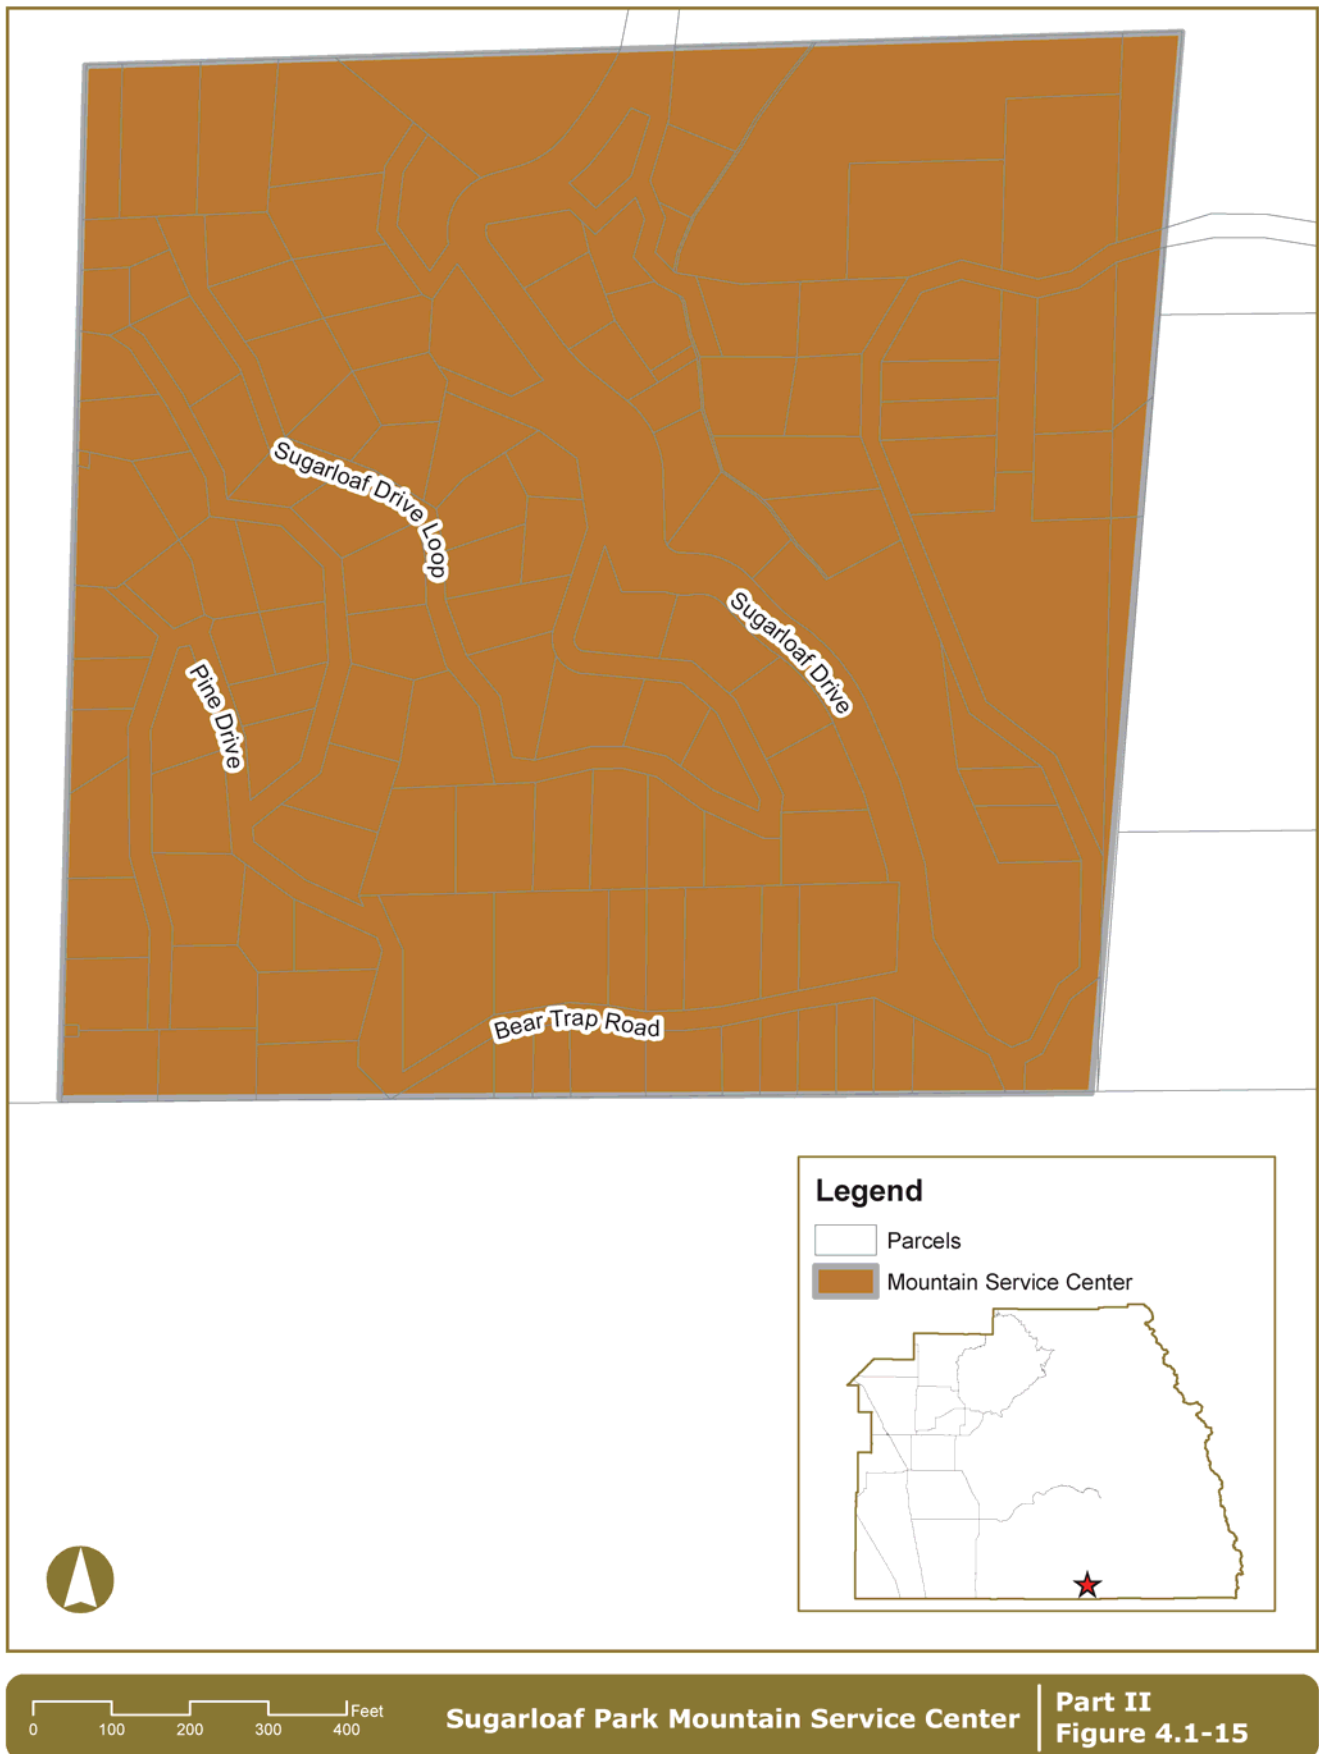 Sugarloaf Drive Loop
Sugarloaf Drive
Pine Drive
Bear Trap Road
Legend
Parcels
Mountain Service Center
Feet
0 100 200 300 400
Sugarloaf Park Mountain Service Center
Part II
Figure 4.1-15